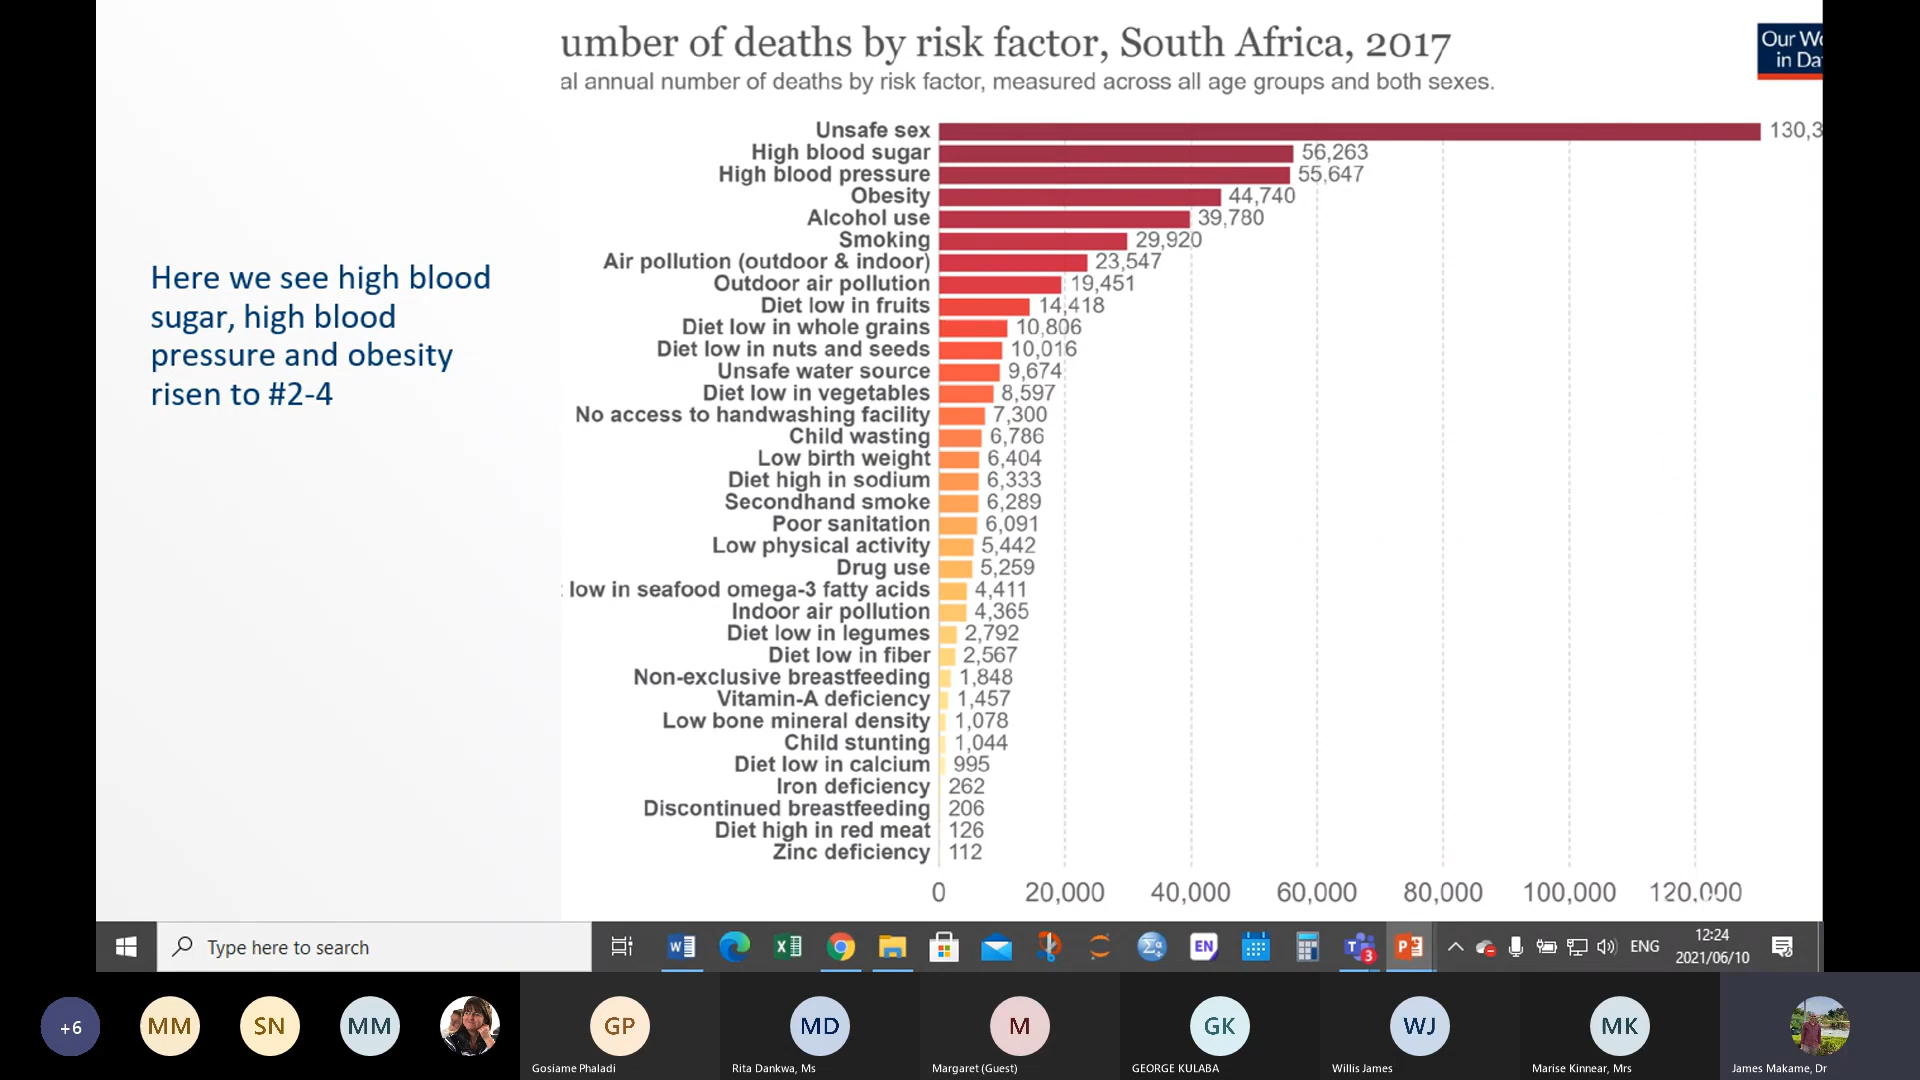 umber of deaths by risk factor, South Africa, 2017
al annual number of deaths by risk factor, measured across all age groups and both sexes.
Our Wo
in Da
Here we see high blood
sugar, high blood
pressure and obesity
risen to #2-4
Unsafe sex 130,3
High blood sugar 56,263
High blood pressure 55,647
Obesity 44,740
Alcohol use 39,780
Smoking 29,920
Air pollution (outdoor & indoor) 23,547
Outdoor air pollution 19,451
Diet low in fruits 14,418
Diet low in whole grains 10,806
Diet low in nuts and seeds 10,016
Unsafe water source 9,674
Diet low in vegetables 8,597
No access to handwashing facility 7,300
Child wasting 6,786
Low birth weight 6,404
Diet high in sodium 6,333
Secondhand smoke 6,289
Poor sanitation 6,091
Low physical activity 5,442
Drug use 5,259
low in seafood omega-3 fatty acids 4,411
Indoor air pollution 4,365
Diet low in legumes 2,792
Diet low in fiber 2,567
Non-exclusive breastfeeding 1,848
Vitamin-A deficiency 1,457
Low bone mineral density 1,078
Child stunting 1,044
Diet low in calcium 995
Iron deficiency 262
Discontinued breastfeeding 206
Diet high in red meat 126
Zinc deficiency 112
0 20,000 40,000 60,000 80,000 100,000 120,000
Type here to search
EN
3
ENG
12:24
2021/06/10
+6 MM SN MM GP MD M GK WJ MK
Gosiame Phaladi Rita Dankwa, Ms Margaret (Guest) GEORGE KULABA Willis James Marise Kinnear, Mrs James Makame, Dr